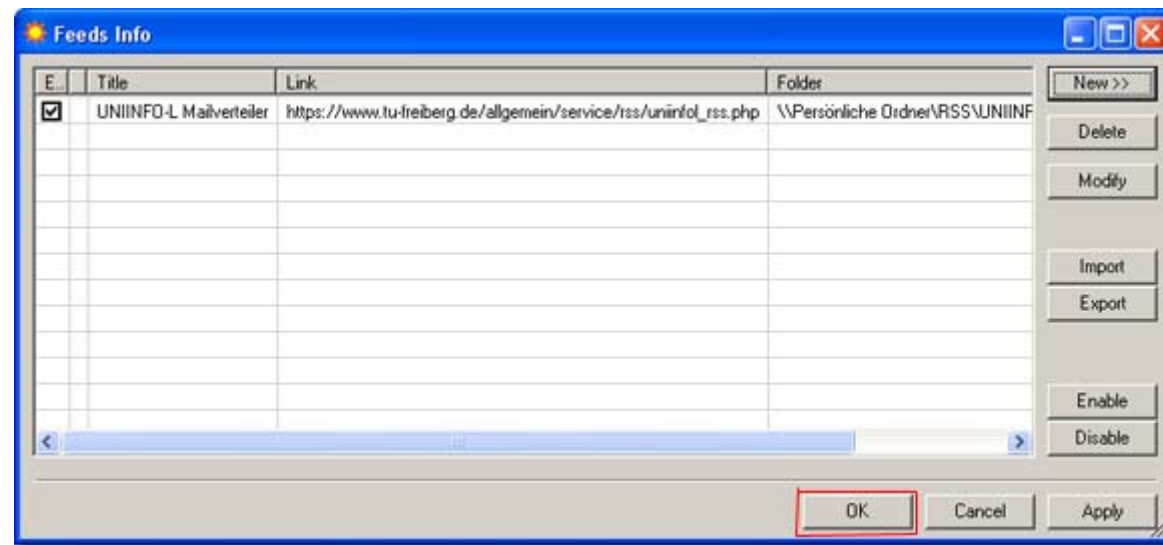 Feeds Info
E... Title Link Folder New >>
UNIINFO-L Mailverteiler https://www.tu-freiberg.de/allgemein/service/rss/uniinfol_rss.php \\Persönliche Ordner\RSS\UNIINF
Delete
Modify
Import
Export
Enable
Disable
OK Cancel Apply